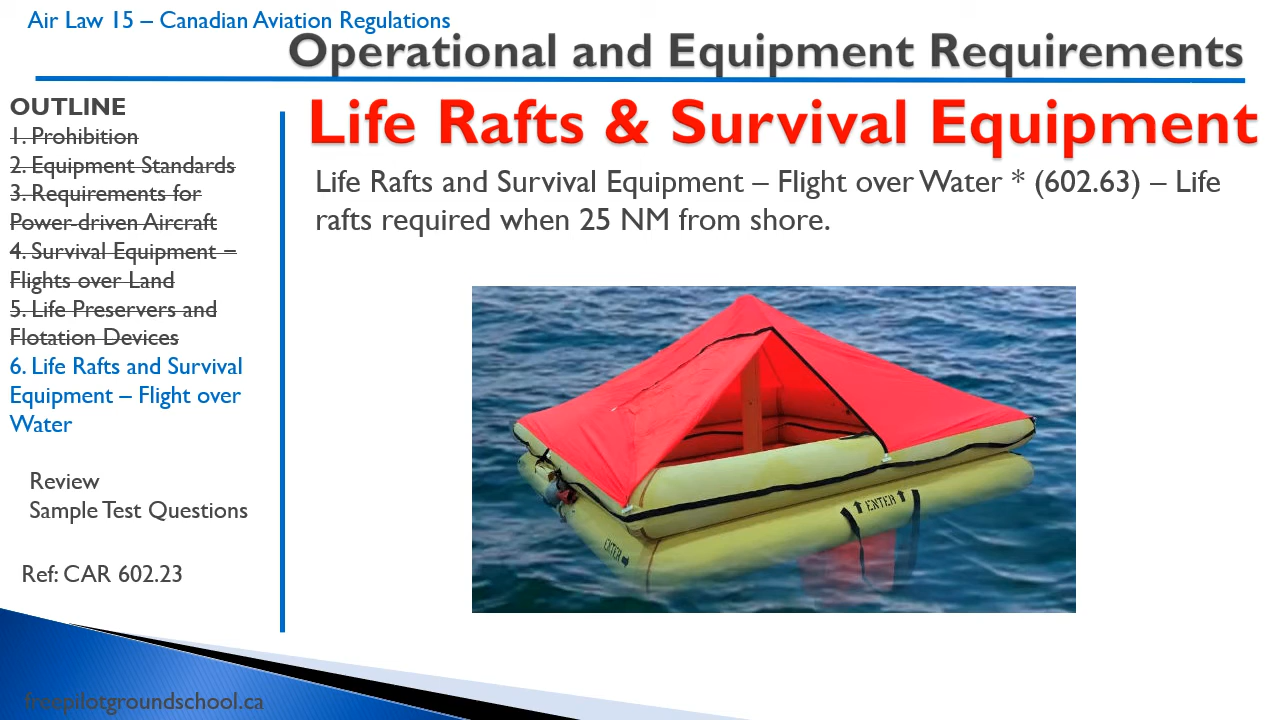 Air Law 15 – Canadian Aviation Regulations
Operational and Equipment Requirements
OUTLINE
1. Prohibition
2. Equipment Standards
3. Requirements for
Power-driven Aircraft
4. Survival Equipment –
Flights over Land
5. Life Preservers and
Flotation Devices
6. Life Rafts and Survival
Equipment – Flight over
Water
Review
Sample Test Questions
Ref: CAR 602.23
freepilotgroundschool.ca
Life Rafts & Survival Equipment
Life Rafts and Survival Equipment – Flight over Water * (602.63) – Life
rafts required when 25 NM from shore.
ENTER
ENTER